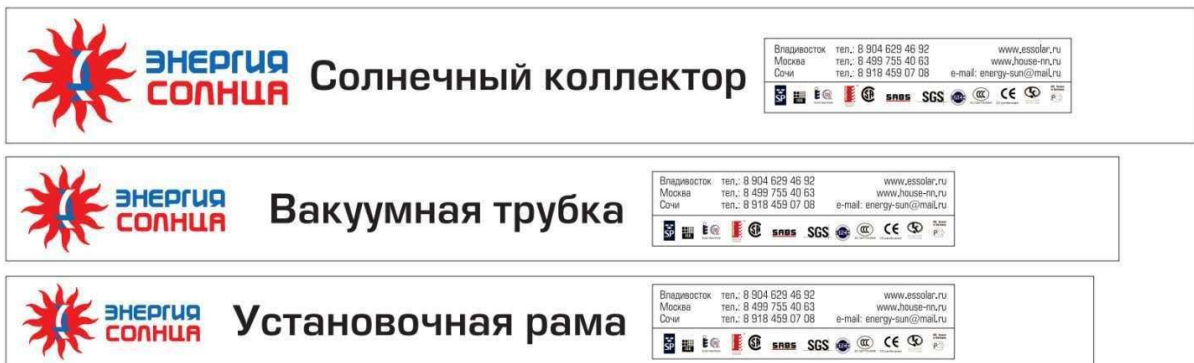 ЭНЕРГИЯ
СОЛНЦА
Солнечный коллектор
Владивосток тел.: 8 904 629 46 92 www.essolar.ru
Москва тел.: 8 499 755 40 63 www.house-nn.ru
Сочи тел.: 8 918 459 07 08 e-mail: energy-sun@mail.ru
SP SABS SGS CCC CE
ЭНЕРГИЯ
СОЛНЦА
Вакуумная трубка
Владивосток тел.: 8 904 629 46 92 www.essolar.ru
Москва тел.: 8 499 755 40 63 www.house-nn.ru
Сочи тел.: 8 918 459 07 08 e-mail: energy-sun@mail.ru
SP SABS SGS CCC CE
ЭНЕРГИЯ
СОЛНЦА
Установочная рама
Владивосток тел.: 8 904 629 46 92 www.essolar.ru
Москва тел.: 8 499 755 40 63 www.house-nn.ru
Сочи тел.: 8 918 459 07 08 e-mail: energy-sun@mail.ru
SP SABS SGS CCC CE